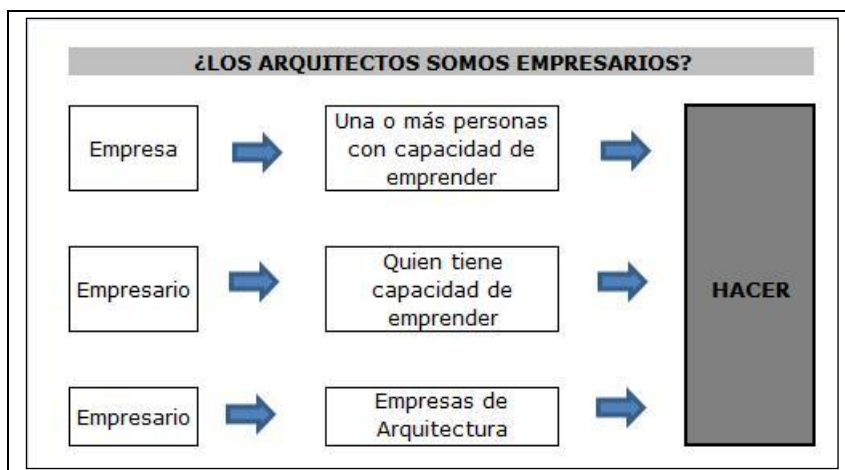 ¿LOS ARQUITECTOS SOMOS EMPRESARIOS?
Empresa
Una o más personas
con capacidad de
emprender
Empresario
Quien tiene
capacidad de
emprender
HACER
Empresario
Empresas de
Arquitectura